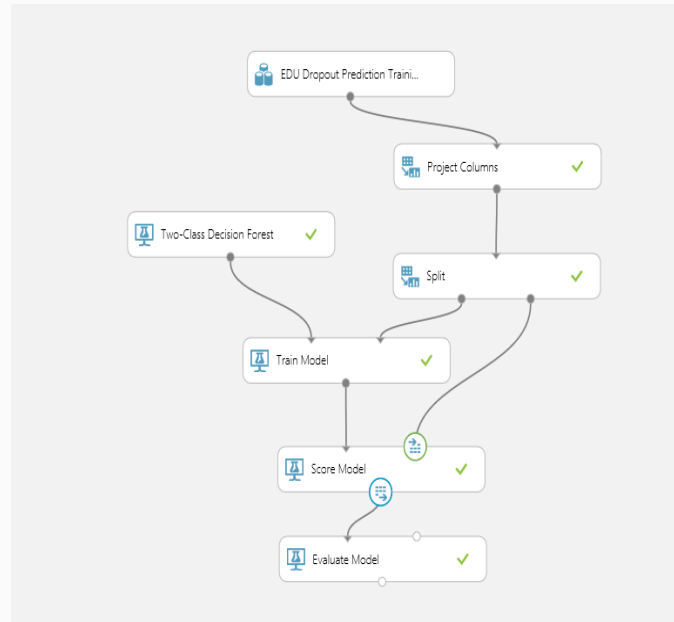 EDU Dropout Prediction Traini...
Project Columns
Two-Class Decision Forest
Split
Train Model
Score Model
Evaluate Model